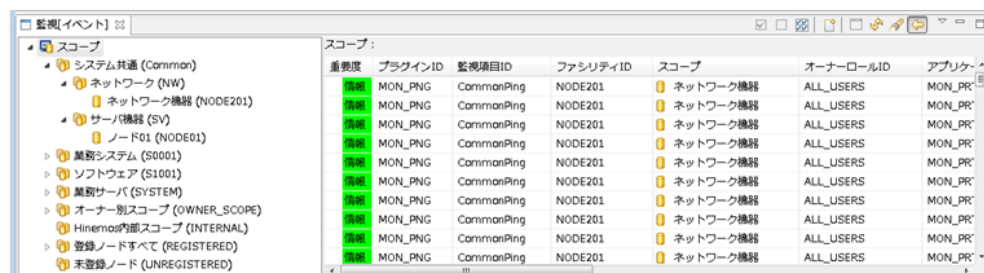 監視[イベント]
スコープ
システム共通 (Common)
ネットワーク (NW)
ネットワーク機器 (NODE201)
サーバ機器 (SV)
ノード01 (NODE01)
業務システム (S0001)
ソフトウェア (S1001)
業務サーバ (SYSTEM)
オーナー別スコープ (OWNER_SCOPE)
Hinemos内部スコープ (INTERNAL)
登録ノードすべて (REGISTERED)
未登録ノード (UNREGISTERED)
スコープ :
重要度 プラグインID 監視項目ID ファシリティID スコープ オーナーロールID アプリケー
情報 MON_PNG CommonPing NODE201 ネットワーク機器 ALL_USERS MON_PR
情報 MON_PNG CommonPing NODE201 ネットワーク機器 ALL_USERS MON_PR
情報 MON_PNG CommonPing NODE201 ネットワーク機器 ALL_USERS MON_PR
情報 MON_PNG CommonPing NODE201 ネットワーク機器 ALL_USERS MON_PR
情報 MON_PNG CommonPing NODE201 ネットワーク機器 ALL_USERS MON_PR
情報 MON_PNG CommonPing NODE201 ネットワーク機器 ALL_USERS MON_PR
情報 MON_PNG CommonPing NODE201 ネットワーク機器 ALL_USERS MON_PR
情報 MON_PNG CommonPing NODE201 ネットワーク機器 ALL_USERS MON_PR
情報 MON_PNG CommonPing NODE201 ネットワーク機器 ALL_USERS MON_PR
情報 MON_PNG CommonPing NODE201 ネットワーク機器 ALL_USERS MON_PR